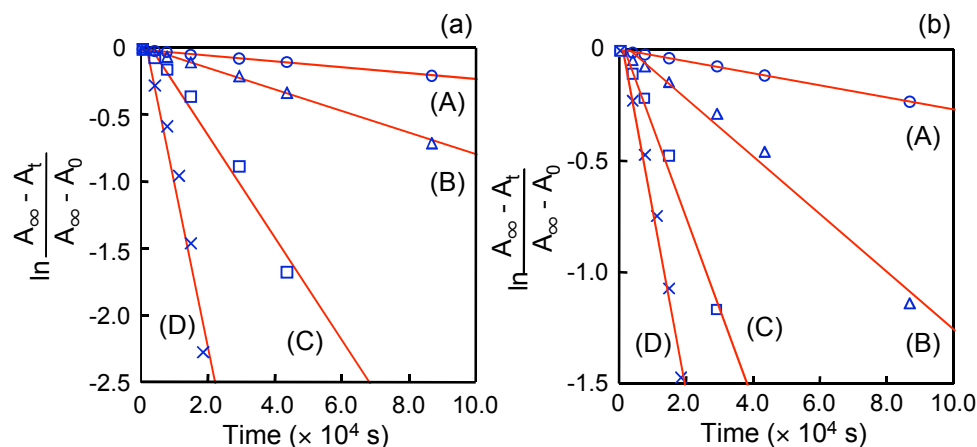 (a)
0
-0.5
-1.0
-1.5
-2.0
-2.5
0
2.0
4.0
6.0
8.0
10.0
Time (× 10⁴ s)
ln
A∞ - Aₜ
A∞ - A₀
(A)
(B)
(C)
(D)
(b)
0
-0.5
-1.0
-1.5
0
2.0
4.0
6.0
8.0
10.0
Time (× 10⁴ s)
ln
A∞ - Aₜ
A∞ - A₀
(A)
(B)
(C)
(D)